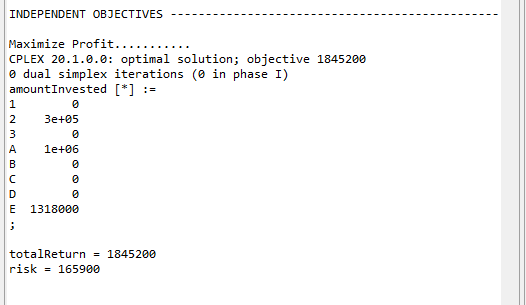 INDEPENDENT OBJECTIVES ------------------------------------------------
Maximize Profit...........
CPLEX 20.1.0.0: optimal solution; objective 1845200
0 dual simplex iterations (0 in phase I)
amountInvested [*] :=
1        0
2    3e+05
3        0
A    1e+06
B        0
C        0
D        0
E  1318000
;
totalReturn = 1845200
risk = 165900